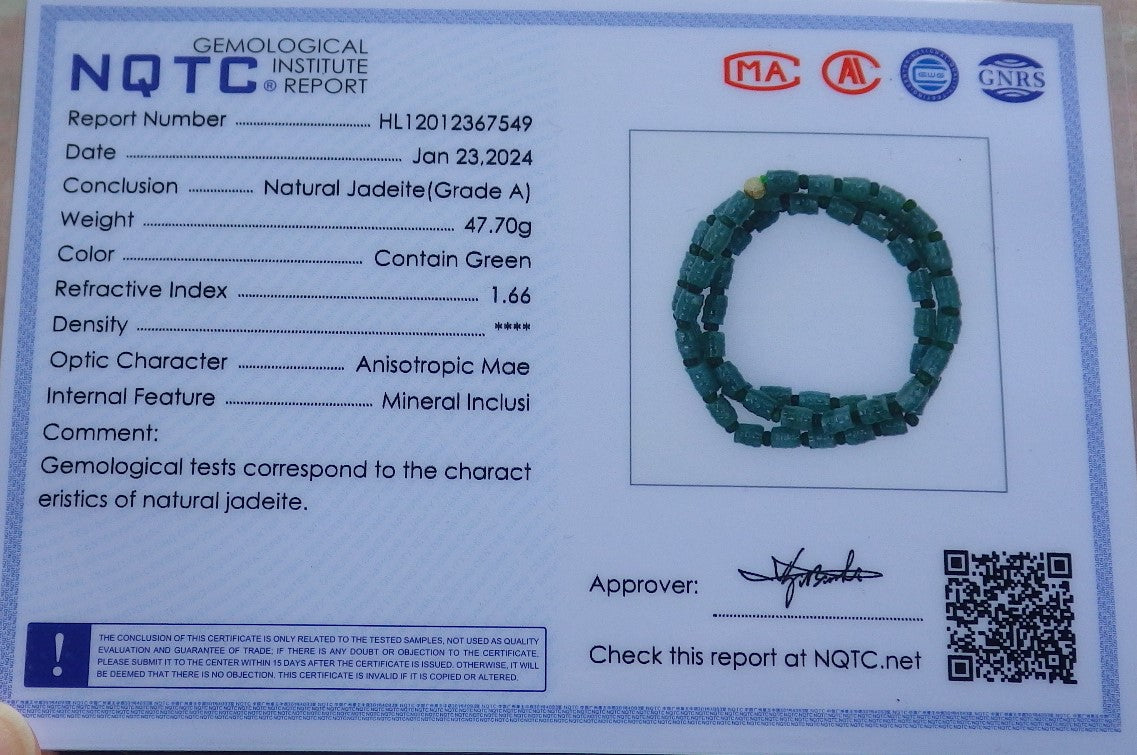 NQTC® GEMOLOGICAL INSTITUTE REPORT
Report Number HL12012367549
Date Jan 23,2024
Conclusion Natural Jadeite(Grade A)
Weight 47.70g
Color Contain Green
Refractive Index 1.66
Density ****
Optic Character Anisotropic Mae
Internal Feature Mineral Inclusi
Comment:
Gemological tests correspond to the charact
eristics of natural jadeite.
! THE CONCLUSION OF THIS CERTIFICATE IS ONLY RELATED TO THE TESTED SAMPLES, NOT USED AS QUALITY
EVALUATION AND GUARANTEE OF TRADE; IF THERE IS ANY DOUBT OR OBJECTION TO THE CERTIFICATE.
PLEASE SUBMIT IT TO THE CENTER WITHIN 15 DAYS AFTER THE CERTIFICATE IS ISSUED. OTHERWISE, IT WILL
BE DEEMED THAT THERE IS NO OBJECTION. THIS CERTIFICATE IS INVALID IF IT IS COPIED OR ALTERED.
MA
GNRS
Approver:
Check this report at NQTC.net